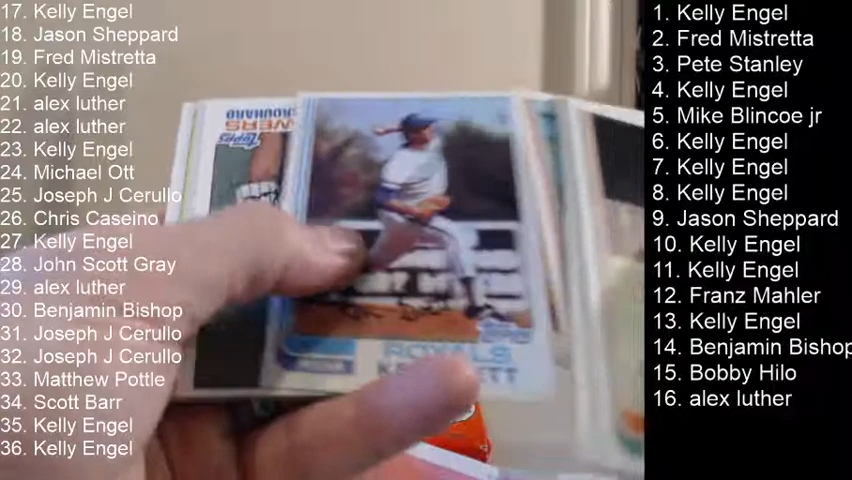 17. Kelly Engel
18. Jason Sheppard
19. Fred Mistretta
20. Kelly Engel
21. alex luther
22. alex luther
23. Kelly Engel
24. Michael Ott
25. Joseph J Cerullo
26. Chris Caseino
27. Kelly Engel
28. John Scott Gray
29. alex luther
30. Benjamin Bishop
31. Joseph J Cerullo
32. Joseph J Cerullo
33. Matthew Pottle
34. Scott Barr
35. Kelly Engel
36. Kelly Engel
Topps
ROYALS
1. Kelly Engel
2. Fred Mistretta
3. Pete Stanley
4. Kelly Engel
5. Mike Blincoe jr
6. Kelly Engel
7. Kelly Engel
8. Kelly Engel
9. Jason Sheppard
10. Kelly Engel
11. Kelly Engel
12. Franz Mahler
13. Kelly Engel
14. Benjamin Bishop
15. Bobby Hilo
16. alex luther